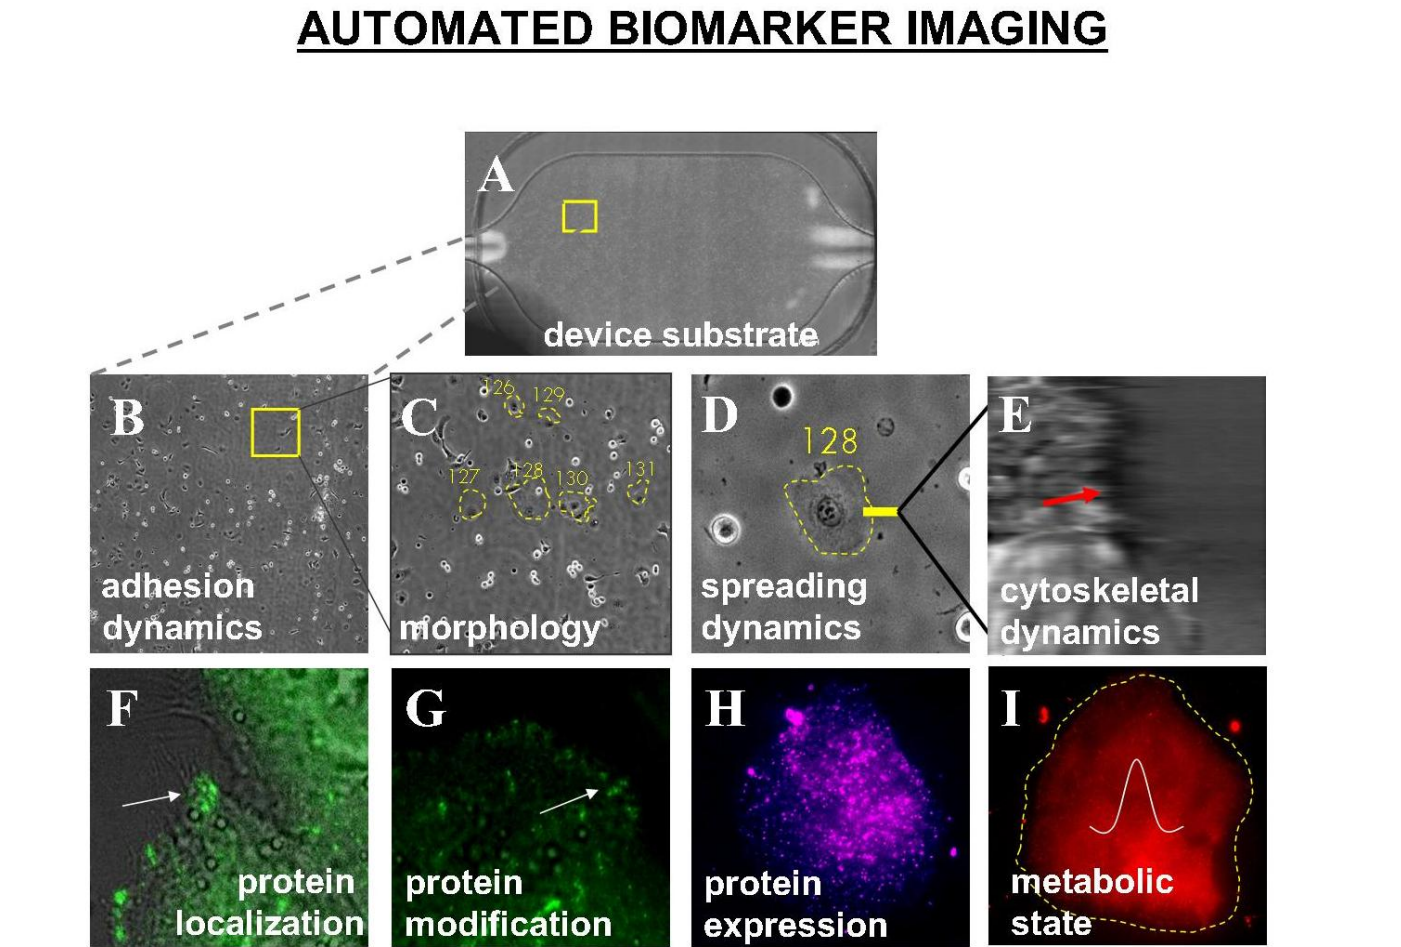 AUTOMATED BIOMARKER IMAGING
A
device substrate
B
adhesion
dynamics
C
126
129
127
128
130
131
morphology
D
128
spreading
dynamics
E
cytoskeletal
dynamics
F
protein
localization
G
protein
modification
H
protein
expression
I
metabolic
state